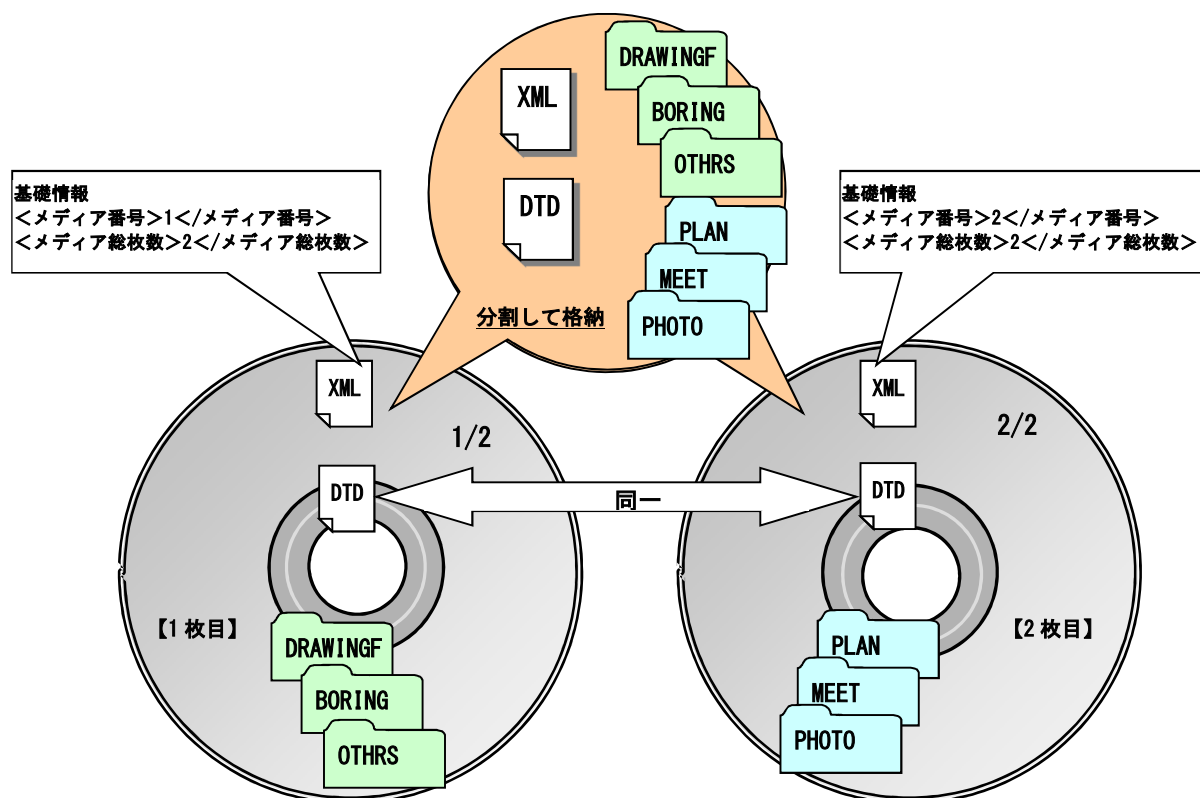 DRAWINGF
XML
BORING
OTHRS
DTD
PLAN
MEET
PHOTO
分割して格納
基礎情報
<メディア番号>1</メディア番号>
<メディア総枚数>2</メディア総枚数>
基礎情報
<メディア番号>2</メディア番号>
<メディア総枚数>2</メディア総枚数>
XML
1/2
DTD
同一
【1枚目】
DRAWINGF
BORING
OTHRS
XML
2/2
DTD
【2枚目】
PLAN
MEET
PHOTO